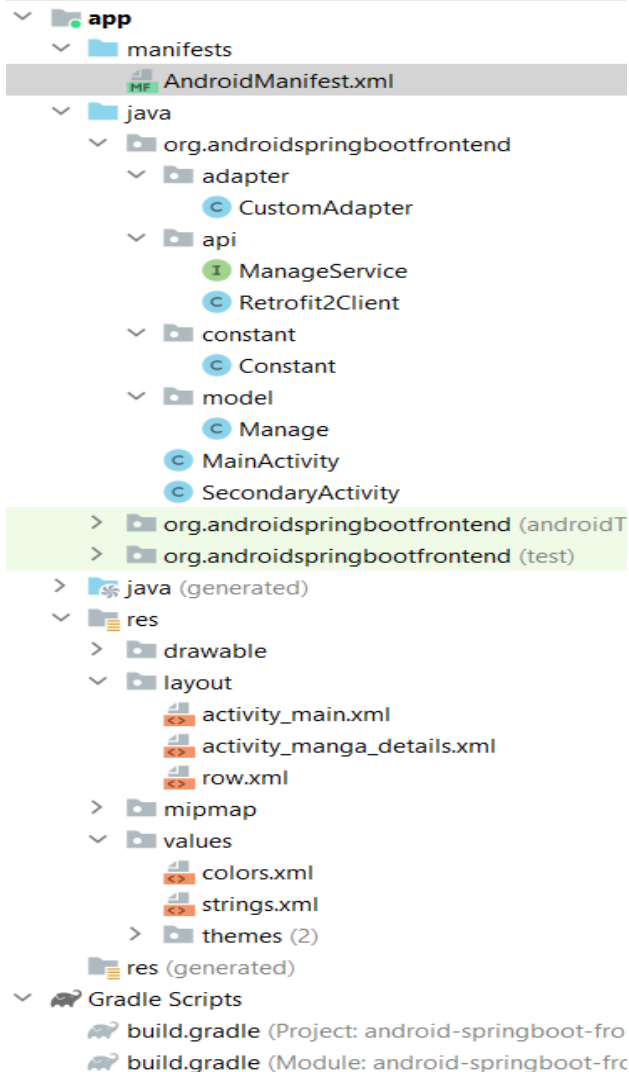 app
manifests
MF AndroidManifest.xml
java
org.androidspringbootfrontend
adapter
C CustomAdapter
api
I ManageService
C Retrofit2Client
constant
C Constant
model
C Manage
C MainActivity
C SecondaryActivity
org.androidspringbootfrontend (androidT
org.androidspringbootfrontend (test)
java (generated)
res
drawable
layout
activity_main.xml
activity_manga_details.xml
row.xml
mipmap
values
colors.xml
strings.xml
themes (2)
res (generated)
Gradle Scripts
build.gradle (Project: android-springboot-fro
build.gradle (Module: android-springboot-fro